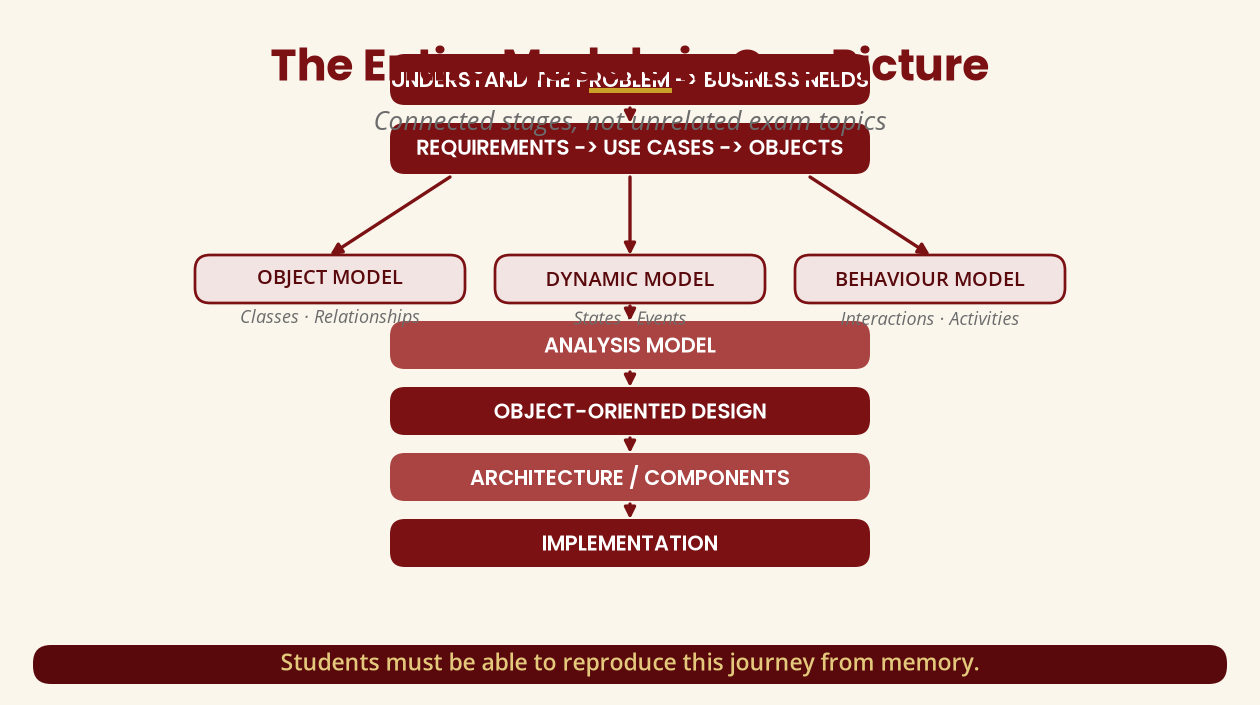 The Entire Module in One Picture
UNDERSTAND THE PROBLEM -> BUSINESS NEEDS
Connected stages, not unrelated exam topics
REQUIREMENTS -> USE CASES -> OBJECTS
OBJECT MODEL
DYNAMIC MODEL
BEHAVIOUR MODEL
Classes · Relationships
States · Events
Interactions · Activities
ANALYSIS MODEL
OBJECT-ORIENTED DESIGN
ARCHITECTURE / COMPONENTS
IMPLEMENTATION
Students must be able to reproduce this journey from memory.